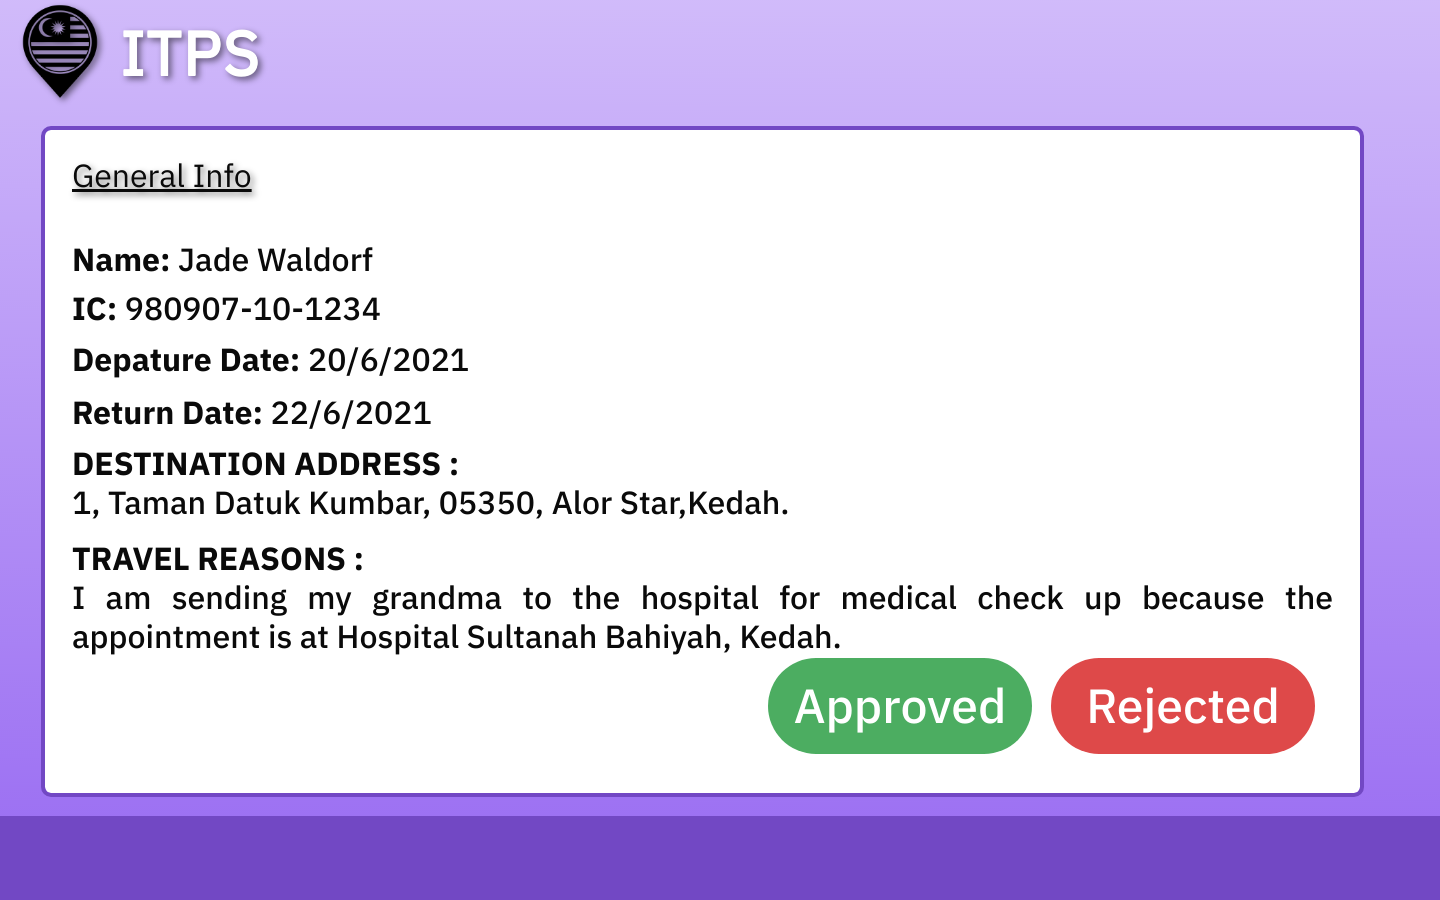 ITPS
General Info
Name: Jade Waldorf
IC: 980907-10-1234
Depature Date: 20/6/2021
Return Date: 22/6/2021
DESTINATION ADDRESS :
1, Taman Datuk Kumbar, 05350, Alor Star,Kedah.
TRAVEL REASONS :
I am sending my grandma to the hospital for medical check up because the
appointment is at Hospital Sultanah Bahiyah, Kedah.
Approved Rejected